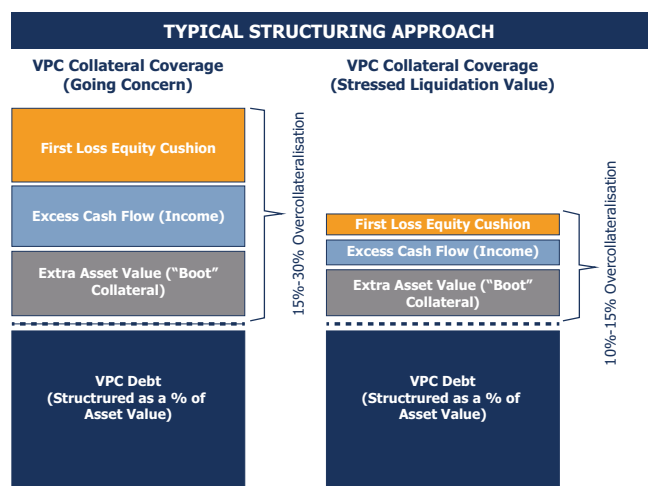 TYPICAL STRUCTURING APPROACH
VPC Collateral Coverage
(Going Concern)
First Loss Equity Cushion
Excess Cash Flow (Income)
Extra Asset Value (“Boot”
Collateral)
15%-30% Overcollateralisation
VPC Debt
(Structrured as a % of
Asset Value)
VPC Collateral Coverage
(Stressed Liquidation Value)
First Loss Equity Cushion
Excess Cash Flow (Income)
Extra Asset Value (“Boot”
Collateral)
10%-15% Overcollateralisation
VPC Debt
(Structrured as a % of
Asset Value)